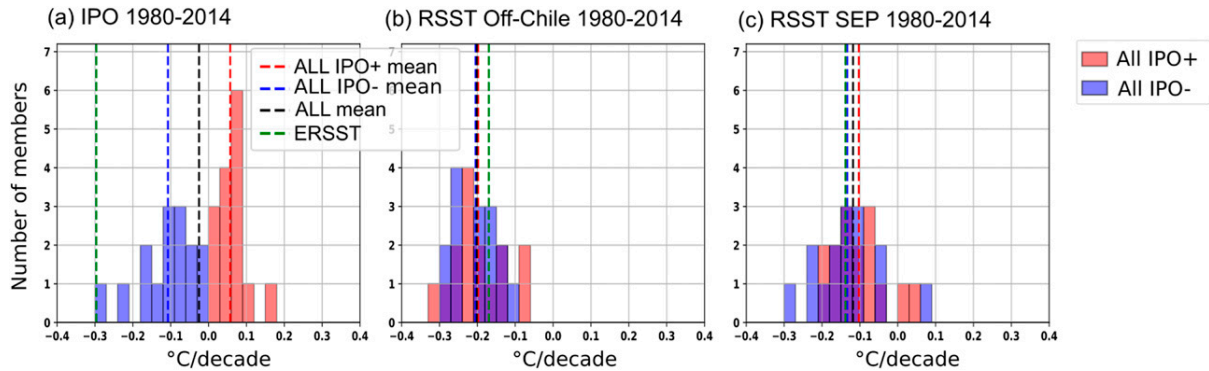 (a) IPO 1980-2014
(b) RSST Off-Chile 1980-2014
(c) RSST SEP 1980-2014
Number of members
7
6
5
4
3
2
1
0
−0.4 −0.3 −0.2 −0.1 0.0 0.1 0.2 0.3 0.4
°C/decade
ALL IPO+ mean
ALL IPO- mean
ALL mean
ERSST
7
4
3
2
1
0
−0.4 −0.3 −0.2 −0.1 0.0 0.1 0.2 0.3 0.4
°C/decade
7
6
5
4
3
2
1
0
−0.4 −0.3 −0.2 −0.1 0.0 0.1 0.2 0.3 0.4
°C/decade
All IPO+
All IPO-